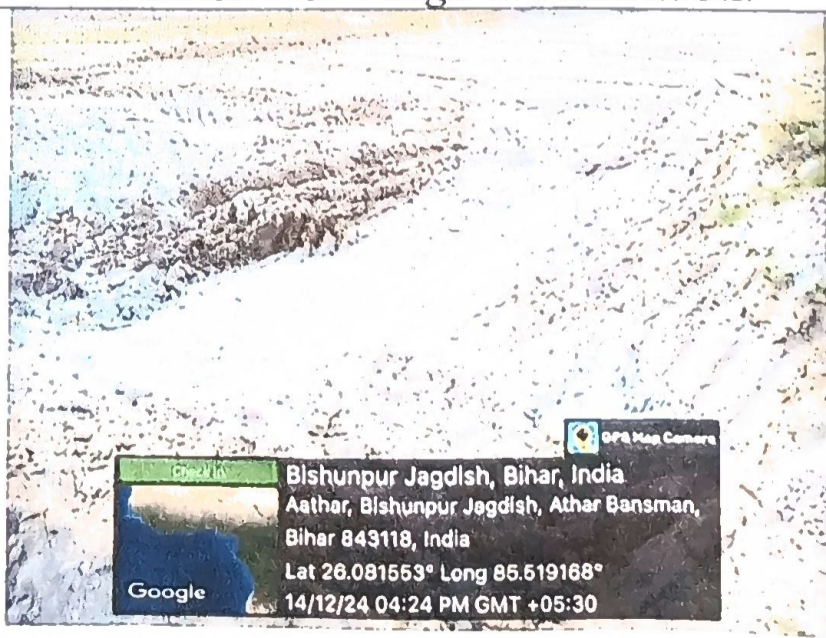 GPS Map Camera
Check In
Bishunpur Jagdish, Bihar, India
Aathar, Bishunpur Jagdish, Athar Bansman,
Bihar 843118, India
Lat 26.081553° Long 85.519168°
Google
14/12/24 04:24 PM GMT +05:30